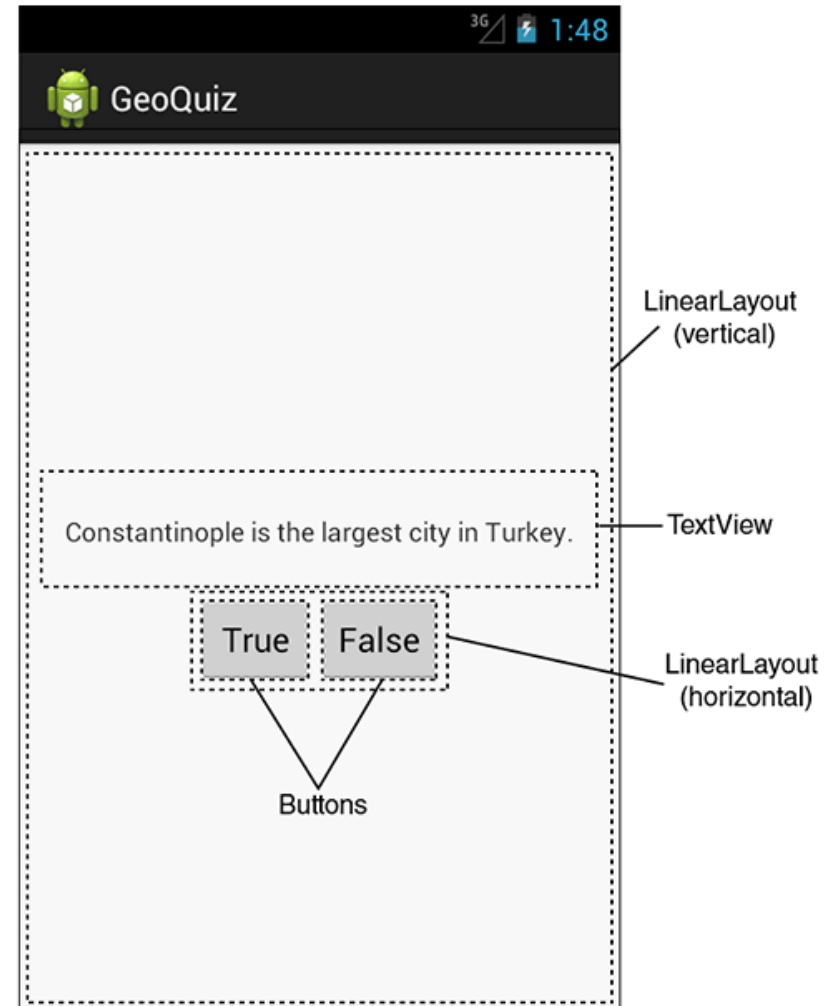 3G 1:48
GeoQuiz
LinearLayout
(vertical)
Constantinople is the largest city in Turkey.
TextView
True False
LinearLayout
(horizontal)
Buttons